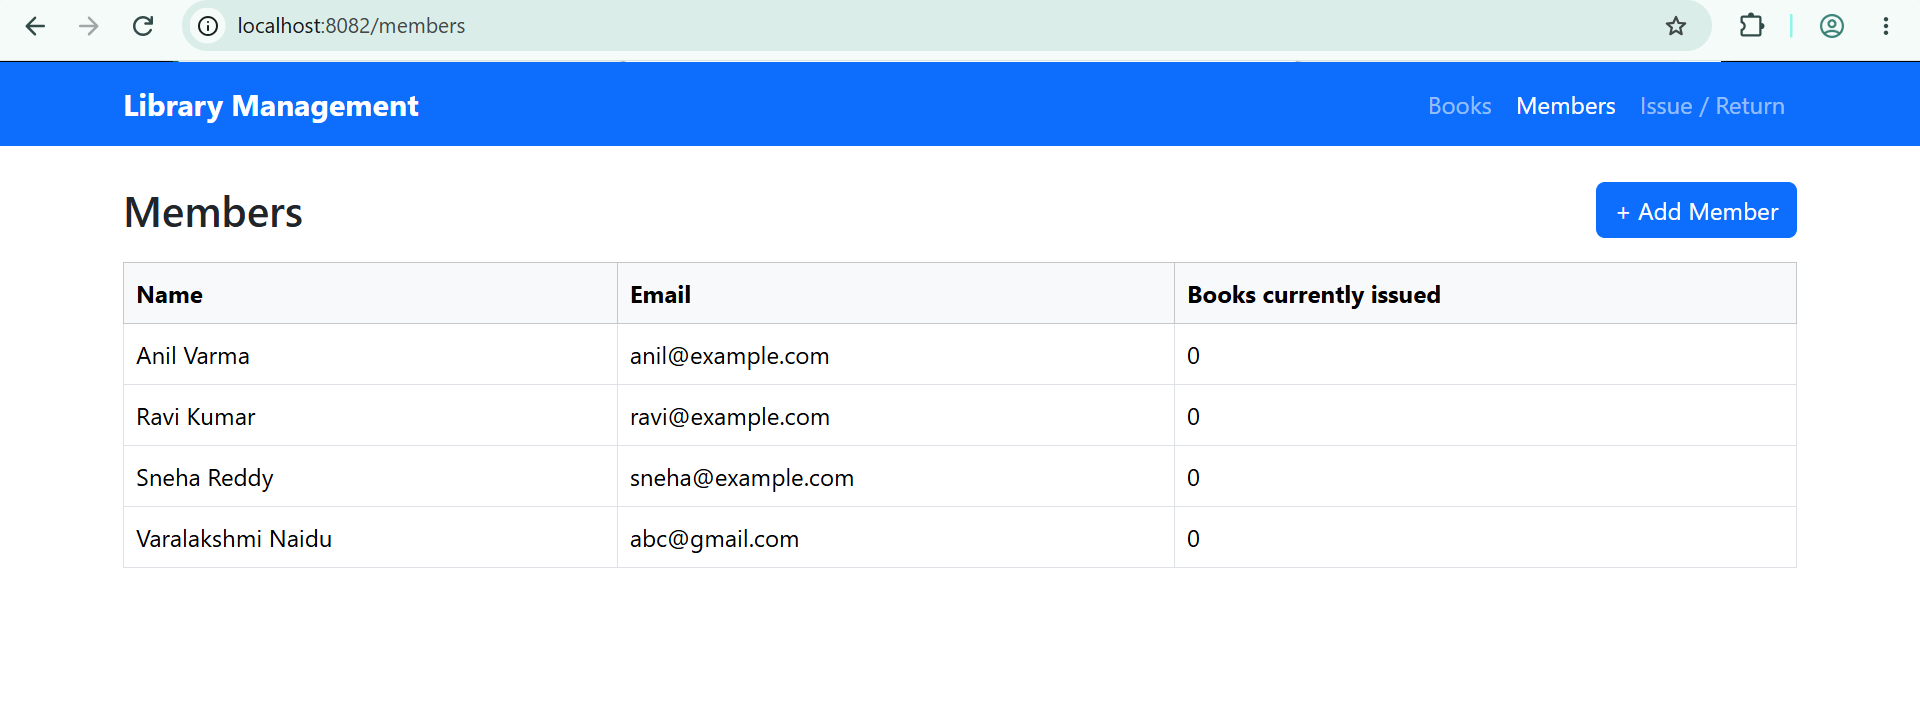 localhost:8082/members
Library Management Books Members Issue / Return
Members + Add Member
Name Email Books currently issued
Anil Varma anil@example.com 0
Ravi Kumar ravi@example.com 0
Sneha Reddy sneha@example.com 0
Varalakshmi Naidu abc@gmail.com 0